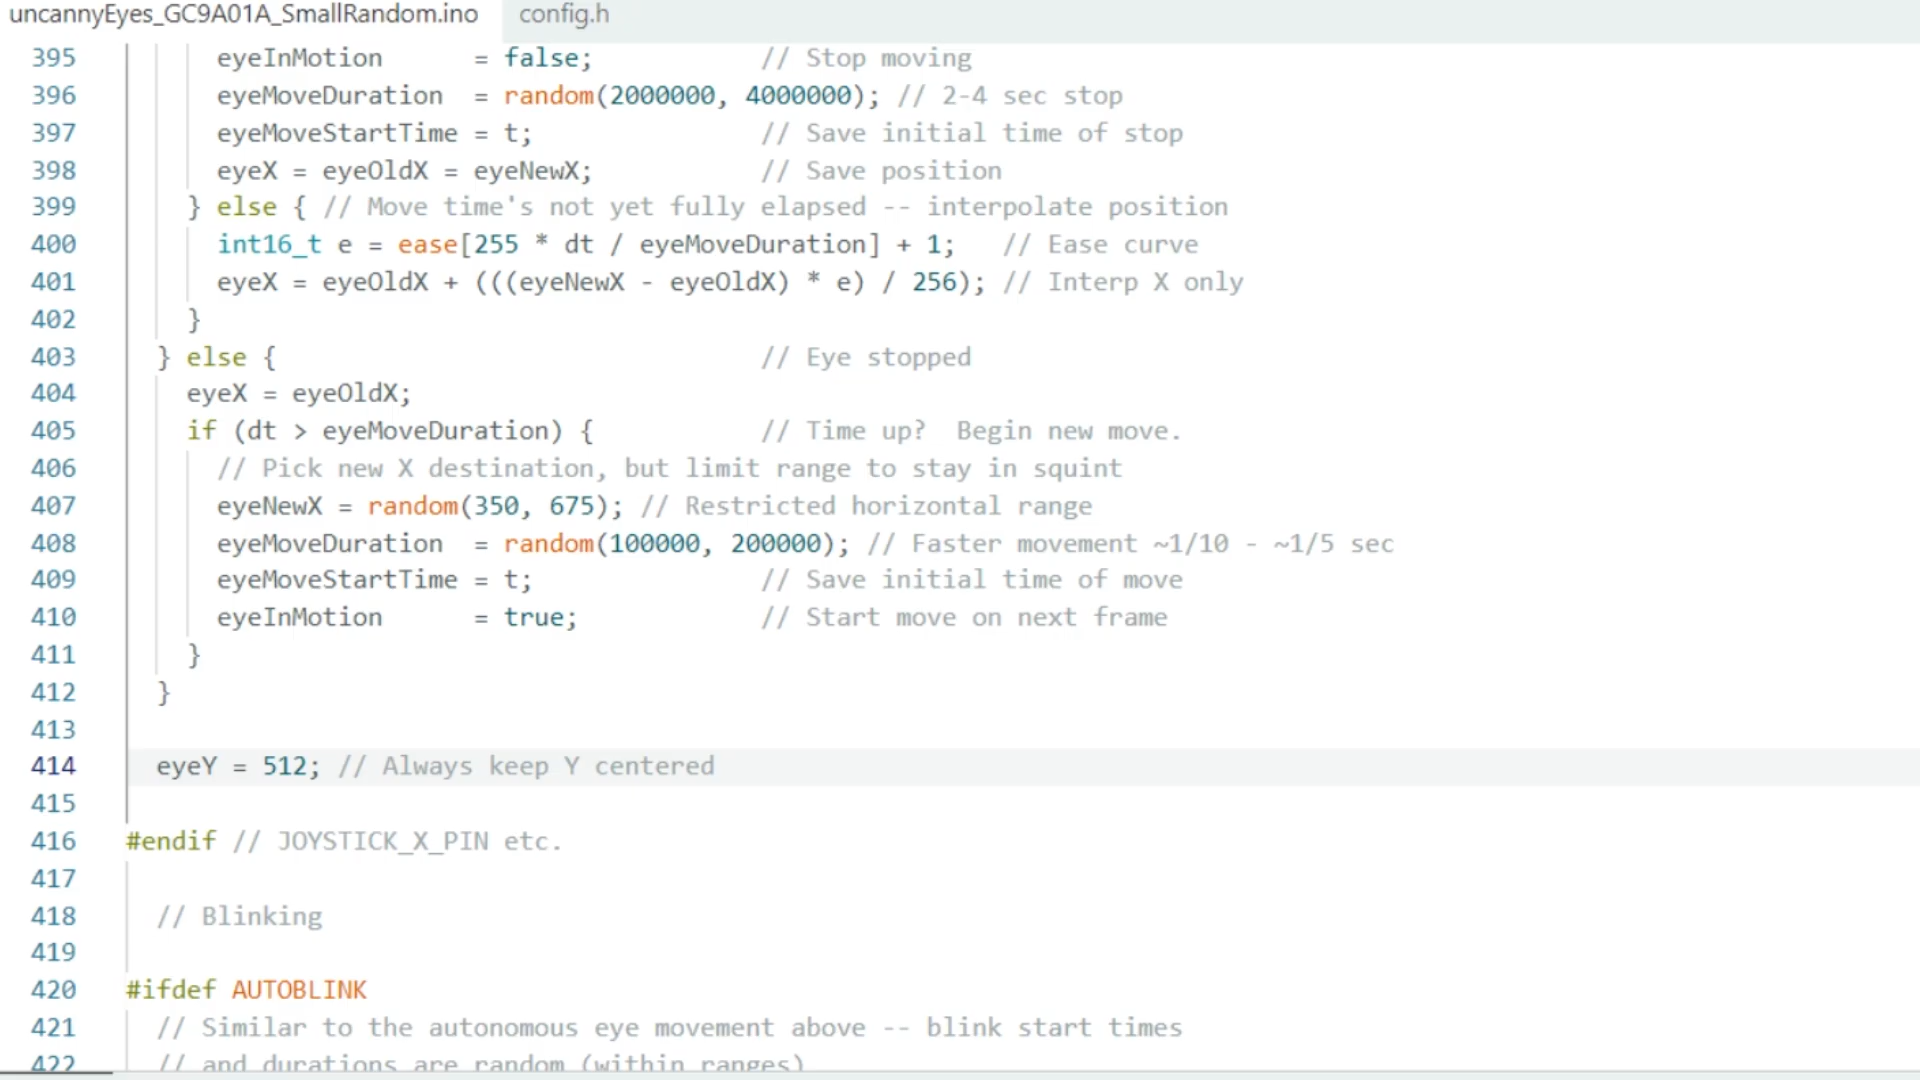 uncannyEyes_GC9A01A_SmallRandom.ino config.h
395 eyeInMotion = false; // Stop moving
396 eyeMoveDuration = random(2000000, 4000000); // 2-4 sec stop
397 eyeMoveStartTime = t; // Save initial time of stop
398 eyeX = eyeOldX = eyeNewX; // Save position
399 } else { // Move time's not yet fully elapsed -- interpolate position
400 int16_t e = ease[255 * dt / eyeMoveDuration] + 1; // Ease curve
401 eyeX = eyeOldX + (((eyeNewX - eyeOldX) * e) / 256); // Interp X only
402 }
403 } else { // Eye stopped
404 eyeX = eyeOldX;
405 if (dt > eyeMoveDuration) { // Time up? Begin new move.
406 // Pick new X destination, but limit range to stay in squint
407 eyeNewX = random(350, 675); // Restricted horizontal range
408 eyeMoveDuration = random(100000, 200000); // Faster movement ~1/10 - ~1/5 sec
409 eyeMoveStartTime = t; // Save initial time of move
410 eyeInMotion = true; // Start move on next frame
411 }
412 }
413
414 eyeY = 512; // Always keep Y centered
415
416 #endif // JOYSTICK_X_PIN etc.
417
418 // Blinking
419
420 #ifdef AUTOBLINK
421 // Similar to the autonomous eye movement above -- blink start times
422 // and durations are random (within ranges)